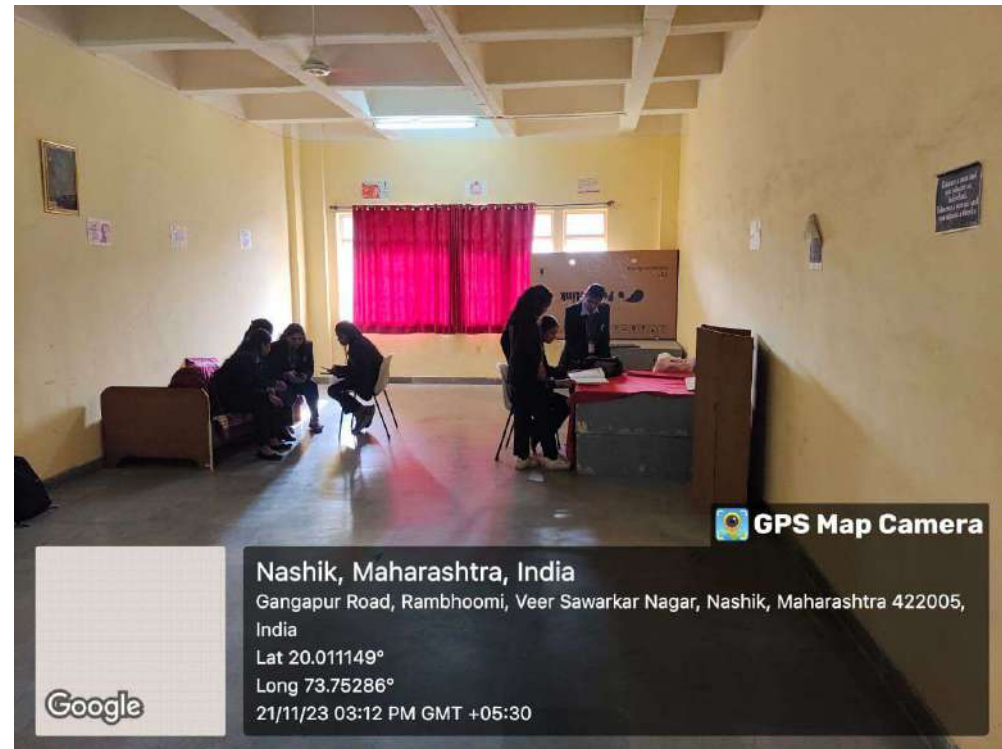 GPS Map Camera
Nashik, Maharashtra, India
Gangapur Road, Rambhoomi, Veer Sawarkar Nagar, Nashik, Maharashtra 422005,
India
Lat 20.011149°
Long 73.75286°
21/11/23 03:12 PM GMT +05:30
Google